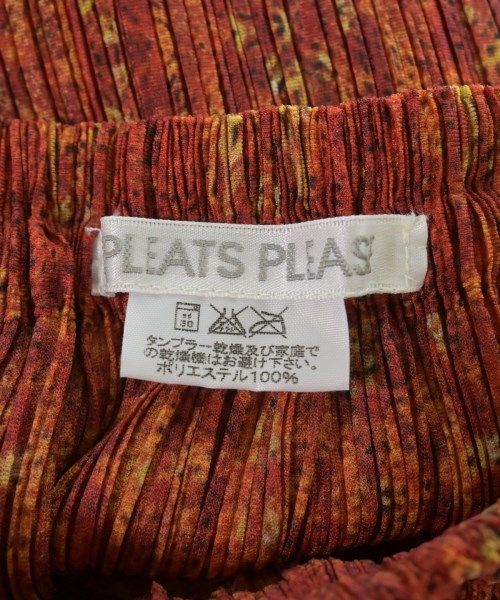 PLEATS PLEAS
30
タンブラー乾燥及び家庭で
の乾燥機はお避け下さい。
ポリエステル100%